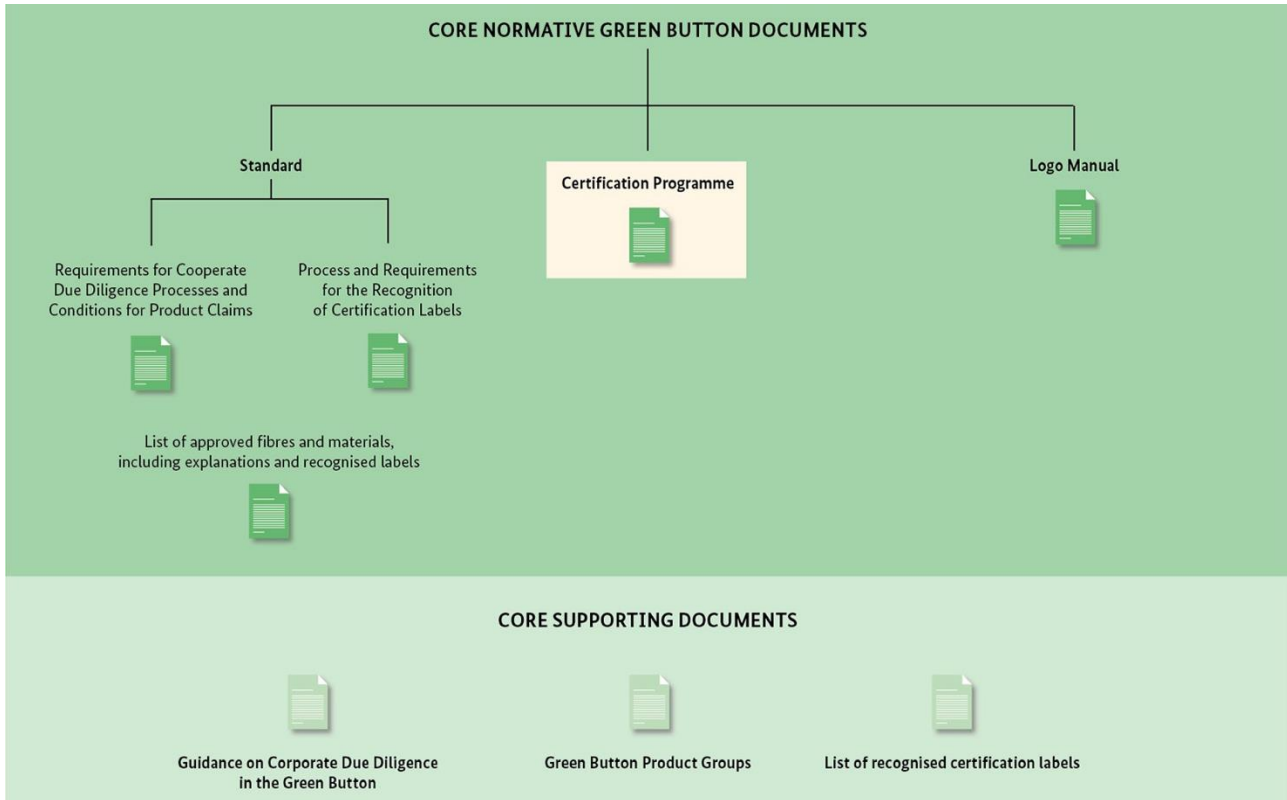 CORE NORMATIVE GREEN BUTTON DOCUMENTS
Standard
Certification Programme
Logo Manual
Requirements for Cooperate
Due Diligence Processes and
Conditions for Product Claims
Process and Requirements
for the Recognition
of Certification Labels
List of approved fibres and materials,
including explanations and recognised labels
CORE SUPPORTING DOCUMENTS
Guidance on Corporate Due Diligence
in the Green Button
Green Button Product Groups
List of recognised certification labels